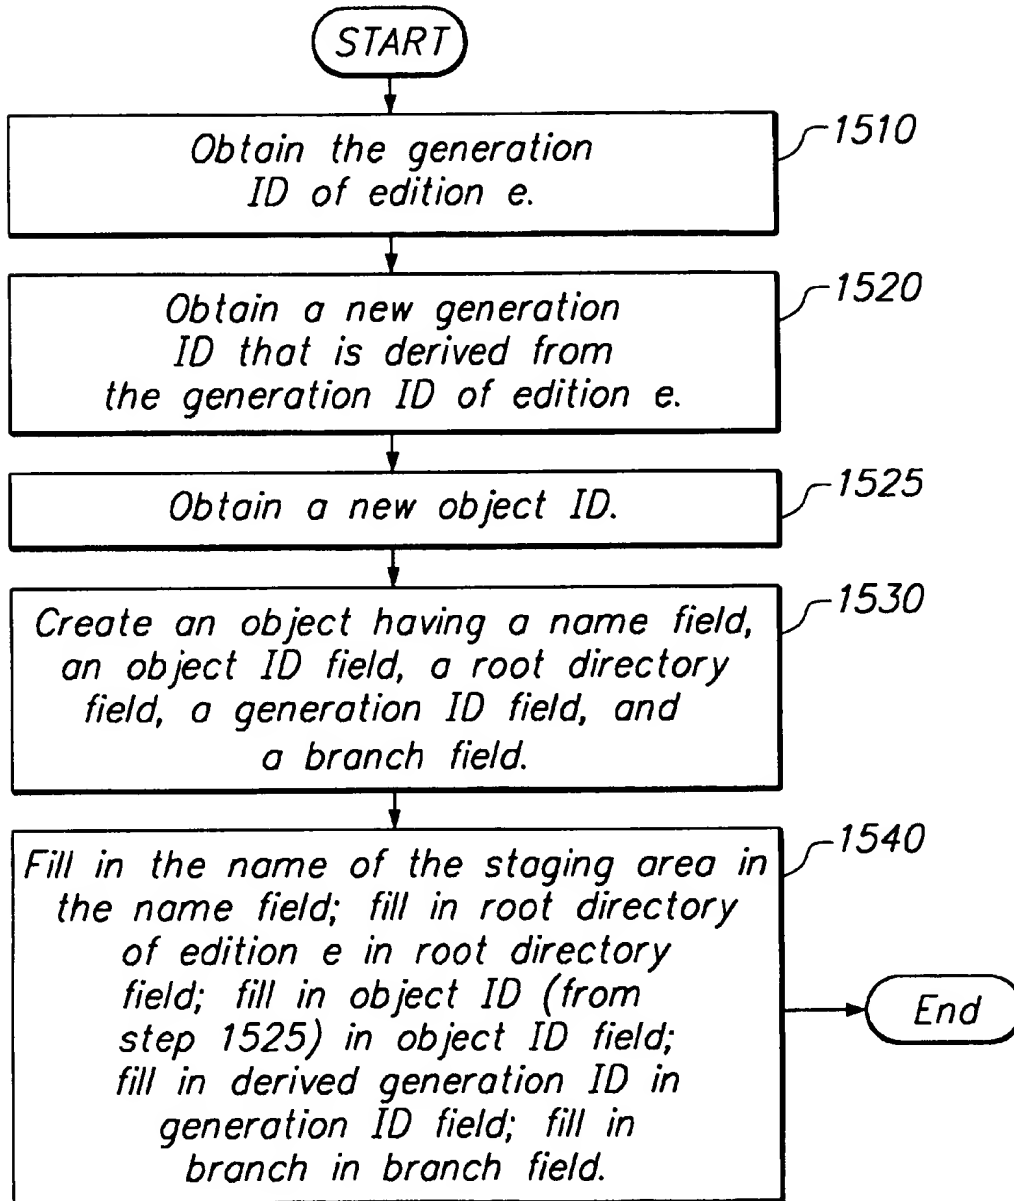 START
Obtain the generation
ID of edition e.
1510
Obtain a new generation
ID that is derived from
the generation ID of edition e.
1520
Obtain a new object ID.
1525
Create an object having a name field,
an object ID field, a root directory
field, a generation ID field, and
a branch field.
1530
Fill in the name of the staging area in
the name field; fill in root directory
of edition e in root directory
field; fill in object ID (from
step 1525) in object ID field;
fill in derived generation ID in
generation ID field; fill in
branch in branch field.
1540
End